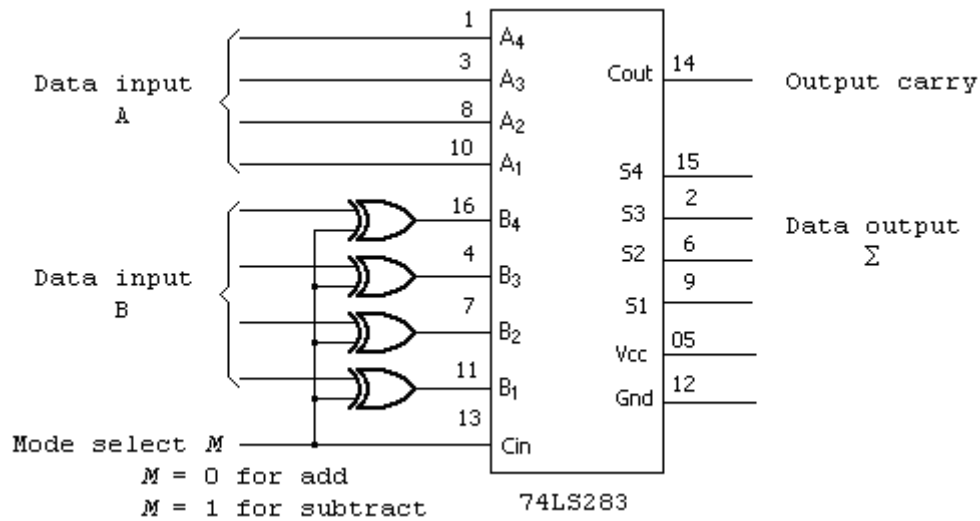 1
A4
3
Data input
A
A3
Cout
14
Output carry
8
A2
10
A1
S4
15
16
B4
S3
2
Data output
Σ
4
S2
6
Data input
B
B3
9
7
S1
B2
Vcc
05
11
B1
Gnd
12
13
Mode select M
Cin
M = 0 for add
M = 1 for subtract
74LS283